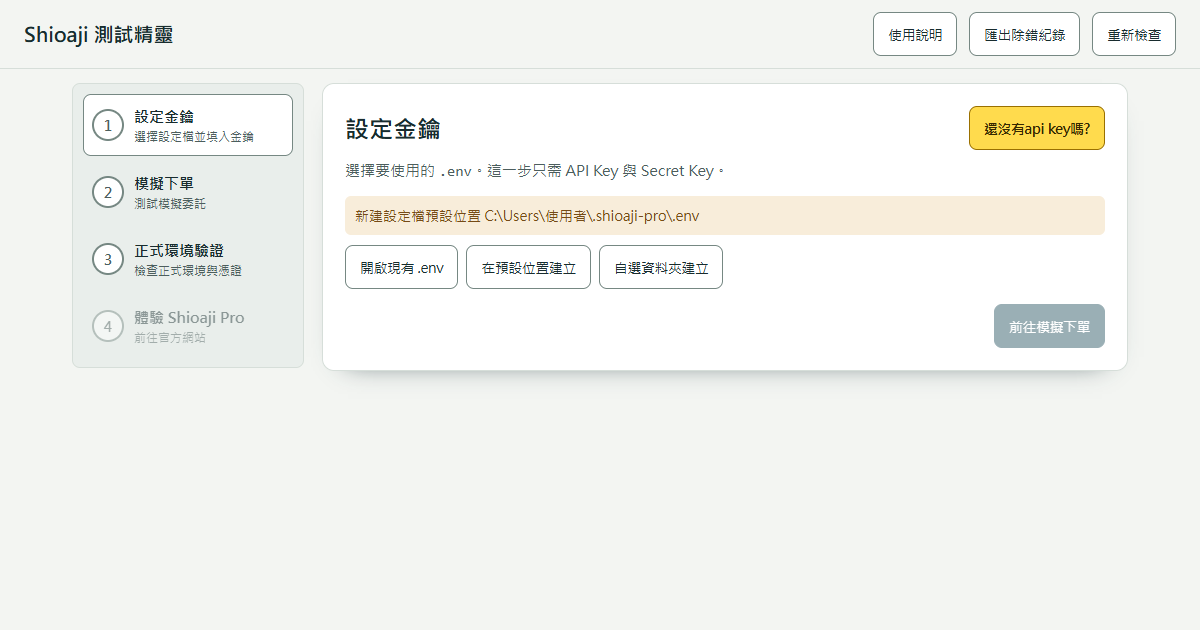 Shioaji 測試精靈
使用說明
匯出除錯紀錄
重新檢查
1
設定金鑰
選擇設定檔並填入金鑰
2
模擬下單
測試模擬委託
3
正式環境驗證
檢查正式環境與憑證
4
體驗 Shioaji Pro
前往官方網站
設定金鑰
還沒有api key嗎?
選擇要使用的 .env。這一步只需 API Key 與 Secret Key。
新建設定檔預設位置 C:\Users\使用者\.shioaji-pro\.env
開啟現有 .env
在預設位置建立
自選資料夾建立
前往模擬下單